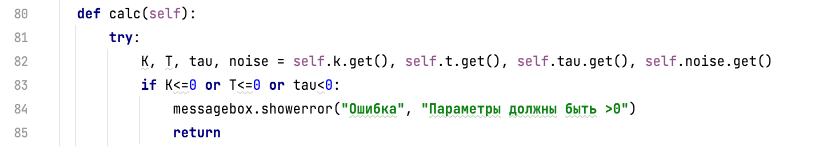 80 def calc(self):
81 try:
82 K, T, tau, noise = self.k.get(), self.t.get(), self.tau.get(), self.noise.get()
83 if K<=0 or T<=0 or tau<0:
84 messagebox.showerror("Ошибка", "Параметры должны быть >0")
85 return